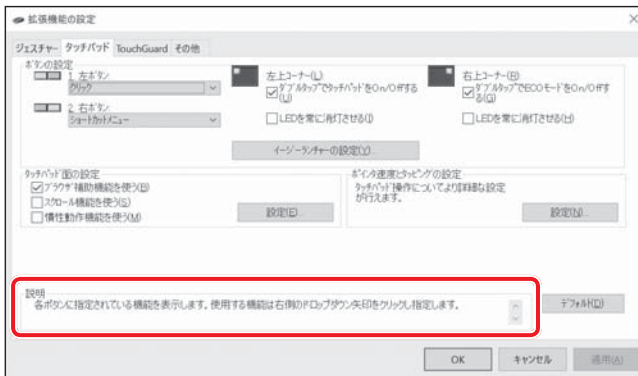 拡張機能の設定
ジェスチャー タッチパッド TouchGuard その他
ボタンの設定
1. 左ボタン
クリック
2. 右ボタン
ショートカットメニュー
左上コーナー(L)
ダブルタップでタッチパッドをOn/Offする
(U)
LEDを常に消灯させる(I)
右上コーナー(R)
ダブルタップでECOモードをOn/Offす
る(G)
LEDを常に消灯させる(H)
イージーランチャーの設定(Y)...
タッチパッド面の設定
ブラウザ補助機能を使う(B)
スクロール機能を使う(S)
慣性動作機能を使う(M)
設定(E)...
ポインタ速度とタッピングの設定
タッチパッド操作についてより詳細な設定
が行えます。
設定(N)...
説明
各ボタンに指定されている機能を表示します。使用する機能は右側のドロップダウン矢印をクリックし指定します。
デフォルト(D)
OK キャンセル 適用(A)